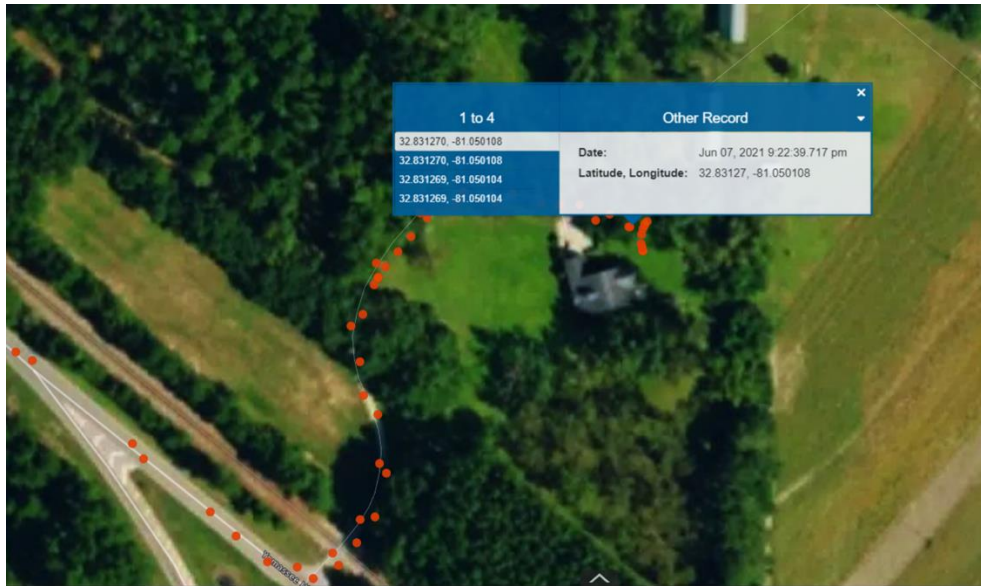 1 to 4
Other Record
32.831270, -81.050108
32.831270, -81.050108
32.831269, -81.050104
32.831269, -81.050104
Date: Jun 07, 2021 9:22:39.717 pm
Latitude, Longitude: 32.83127, -81.050108